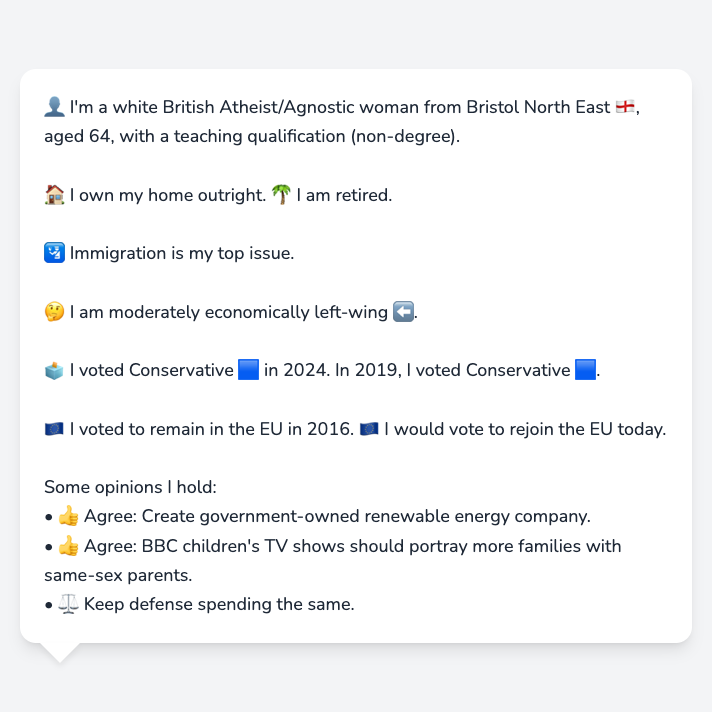 👤 I'm a white British Atheist/Agnostic woman from Bristol North East 🏴󠁧󠁢󠁥󠁮󠁧󠁿,
aged 64, with a teaching qualification (non-degree).
🏠 I own my home outright. 🌴 I am retired.
🛂 Immigration is my top issue.
🤔 I am moderately economically left-wing ⬅️.
🗳️ I voted Conservative 🟦 in 2024. In 2019, I voted Conservative 🟦.
🇪🇺 I voted to remain in the EU in 2016. 🇪🇺 I would vote to rejoin the EU today.
Some opinions I hold:
• 👍 Agree: Create government-owned renewable energy company.
• 👍 Agree: BBC children's TV shows should portray more families with
same-sex parents.
• ⚖️ Keep defense spending the same.